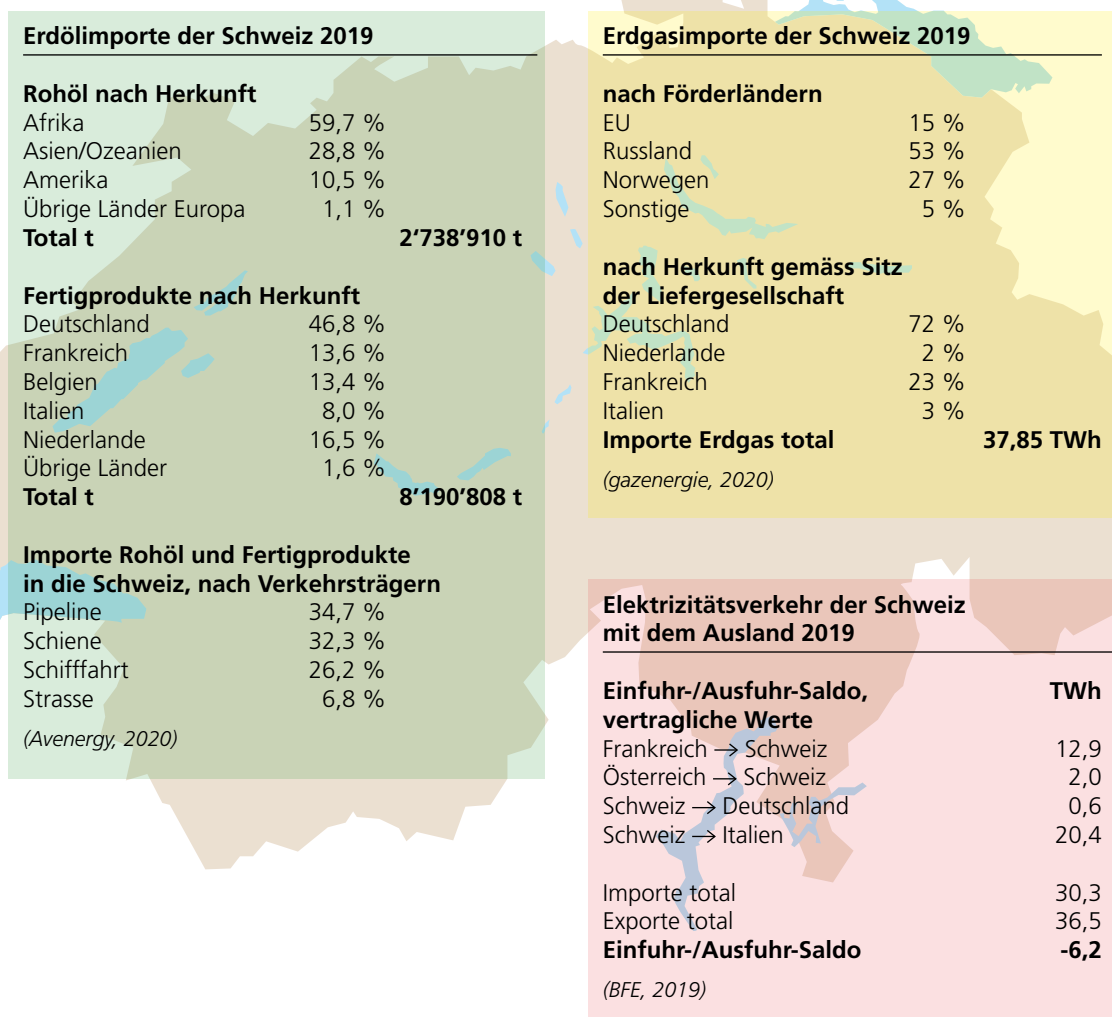 Erdölimporte der Schweiz 2019
Rohöl nach Herkunft
Afrika 59,7 %
Asien/Ozeanien 28,8 %
Amerika 10,5 %
Übrige Länder Europa 1,1 %
Total t 2‘738’910 t
Fertigprodukte nach Herkunft
Deutschland 46,8 %
Frankreich 13,6 %
Belgien 13,4 %
Italien 8,0 %
Niederlande 16,5 %
Übrige Länder 1,6 %
Total t 8’190’808 t
Importe Rohöl und Fertigprodukte
in die Schweiz, nach Verkehrsträgern
Pipeline 34,7 %
Schiene 32,3 %
Schifffahrt 26,2 %
Strasse 6,8 %
(Avenergy, 2020)
Erdgasimporte der Schweiz 2019
nach Förderländern
EU 15 %
Russland 53 %
Norwegen 27 %
Sonstige 5 %
nach Herkunft gemäss Sitz
der Liefergesellschaft
Deutschland 72 %
Niederlande 2 %
Frankreich 23 %
Italien 3 %
Importe Erdgas total 37,85 TWh
(gazenergie, 2020)
Elektrizitätsverkehr der Schweiz
mit dem Ausland 2019
Einfuhr-/Ausfuhr-Saldo, TWh
vertragliche Werte
Frankreich → Schweiz 12,9
Österreich → Schweiz 2,0
Schweiz → Deutschland 0,6
Schweiz → Italien 20,4
Importe total 30,3
Exporte total 36,5
Einfuhr-/Ausfuhr-Saldo -6,2
(BFE, 2019)